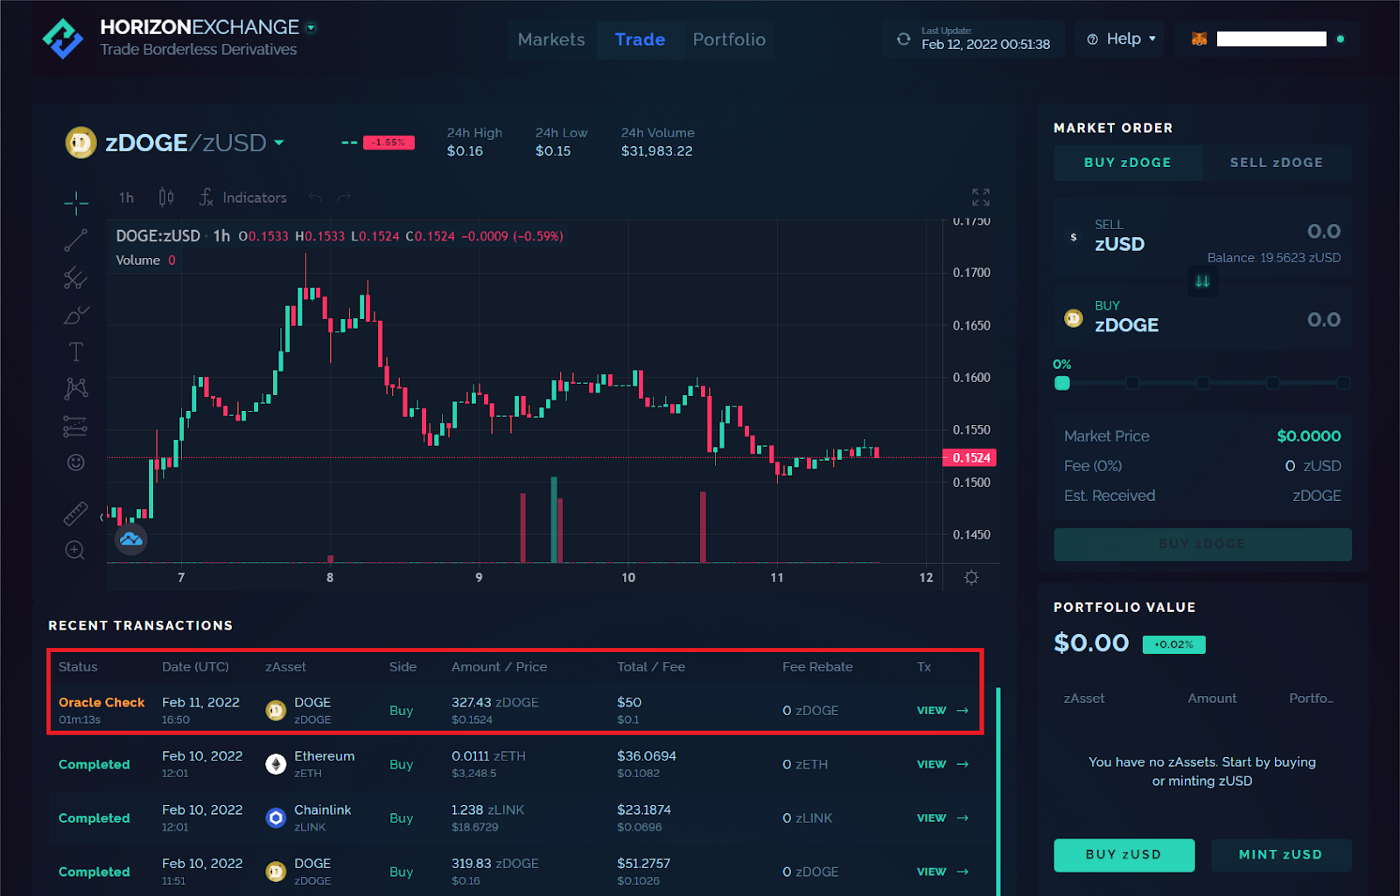 HORIZONEXCHANGE
Trade Borderless Derivatives
Markets Trade Portfolio
Last Update:
Feb 12, 2022 00:51:38
Help
zDOGE/zUSD
-- -1.55%
24h High 24h Low 24h Volume
$0.16 $0.15 $31,983.22
1h Indicators
DOGE:zUSD · 1h O0.1533 H0.1533 L0.1524 C0.1524 -0.0009 (-0.59%)
Volume 0
0.1750
0.1700
0.1650
0.1600
0.1550
0.1524
0.1500
0.1450
7 8 9 10 11 12
MARKET ORDER
BUY zDOGE SELL zDOGE
SELL
zUSD
0.0
Balance: 19.5623 zUSD
BUY
zDOGE
0.0
0%
Market Price $0.0000
Fee (0%) 0 zUSD
Est. Received zDOGE
BUY zDOGE
RECENT TRANSACTIONS
Status Date (UTC) zAsset Side Amount / Price Total / Fee Fee Rebate Tx
Oracle Check Feb 11, 2022 DOGE Buy 327.43 zDOGE $50 0 zDOGE VIEW →
01m:13s 16:50 zDOGE $0.1524 $0.1
Completed Feb 10, 2022 Ethereum Buy 0.0111 zETH $36.0694 0 zETH VIEW →
12:01 zETH $3,248.5 $0.1082
Completed Feb 10, 2022 Chainlink Buy 1.238 zLINK $23.1874 0 zLINK VIEW →
12:01 zLINK $18.6729 $0.0696
Completed Feb 10, 2022 DOGE Buy 319.83 zDOGE $51.2757 0 zDOGE VIEW →
11:51 zDOGE $0.16 $0.1026
PORTFOLIO VALUE
$0.00 +0.02%
zAsset Amount Portfo...
You have no zAssets. Start by buying
or minting zUSD
BUY zUSD MINT zUSD